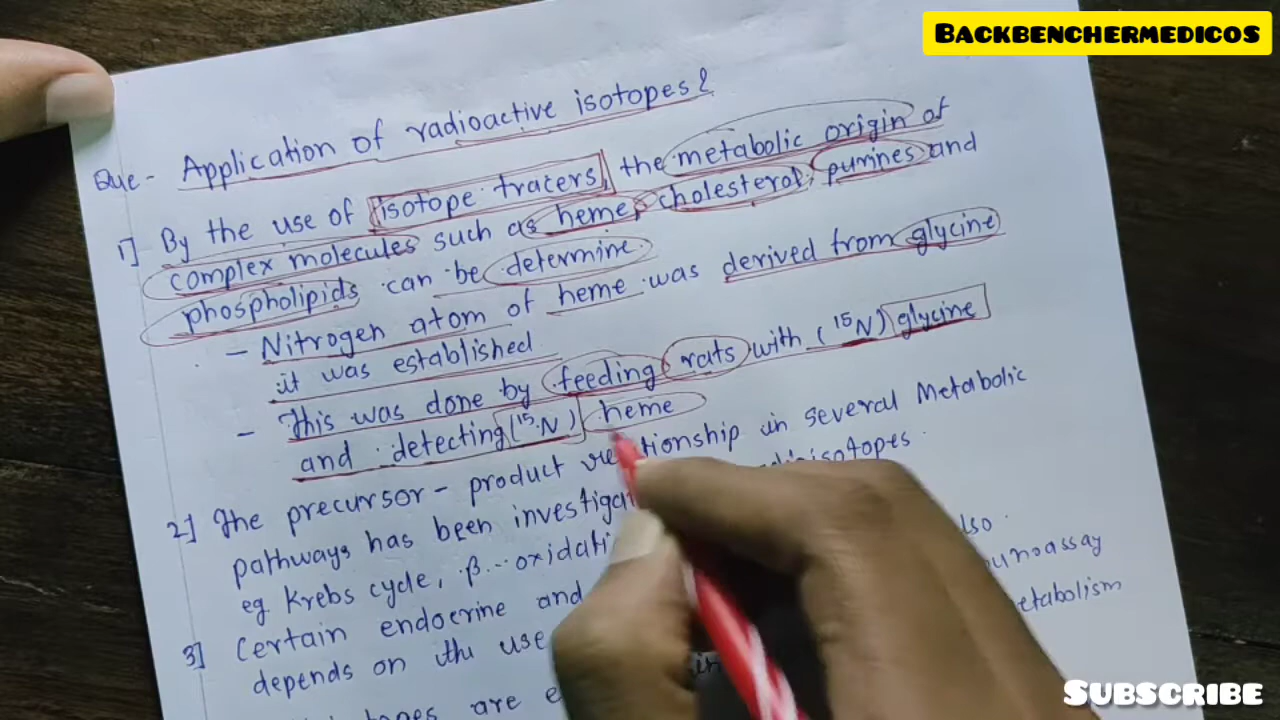 BACKBENCHERMEDICOS
Que - Application of radioactive isotopes?
1] By the use of isotope tracers, the metabolic origin of
complex molecules such as heme, cholesterol, purines and
phospholipids can be determine.
- Nitrogen atom of heme was derived from glycine
it was established
- This was done by feeding rats with (15N) glycine
and detecting (15N) heme
2] The precursor - product relationship in several Metabolic
pathways has been
eg. Krebs cycle, β
3] Certain endocrine and
depends on the use
are
SUBSCRIBE